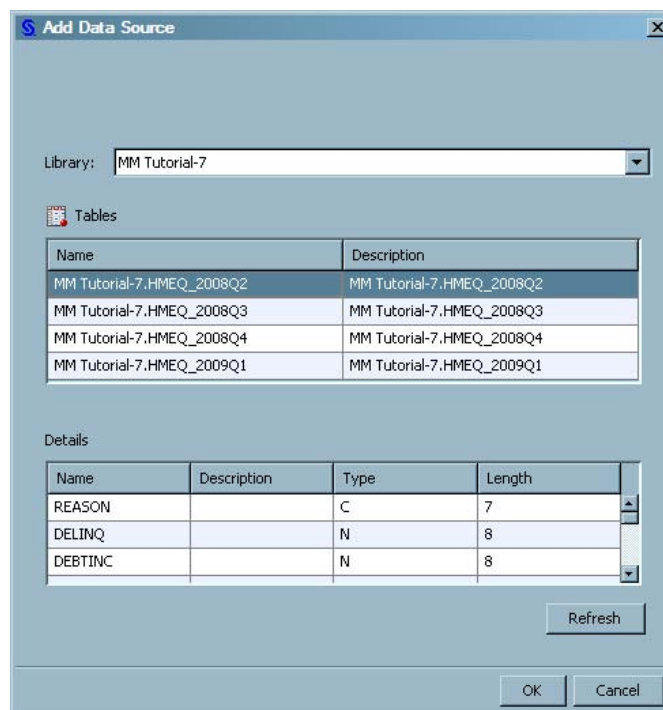 Add Data Source
Library: MM Tutorial-7
Tables
Name Description
MM Tutorial-7.HMEQ_2008Q2 MM Tutorial-7.HMEQ_2008Q2
MM Tutorial-7.HMEQ_2008Q3 MM Tutorial-7.HMEQ_2008Q3
MM Tutorial-7.HMEQ_2008Q4 MM Tutorial-7.HMEQ_2008Q4
MM Tutorial-7.HMEQ_2009Q1 MM Tutorial-7.HMEQ_2009Q1
Details
Name Description Type Length
REASON C 7
DELINQ N 8
DEBTINC N 8
Refresh
OK Cancel